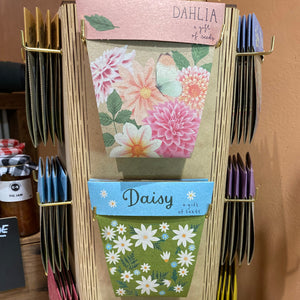 DAHLIA
a gift
of seeds
Daisy
a gift
of seeds